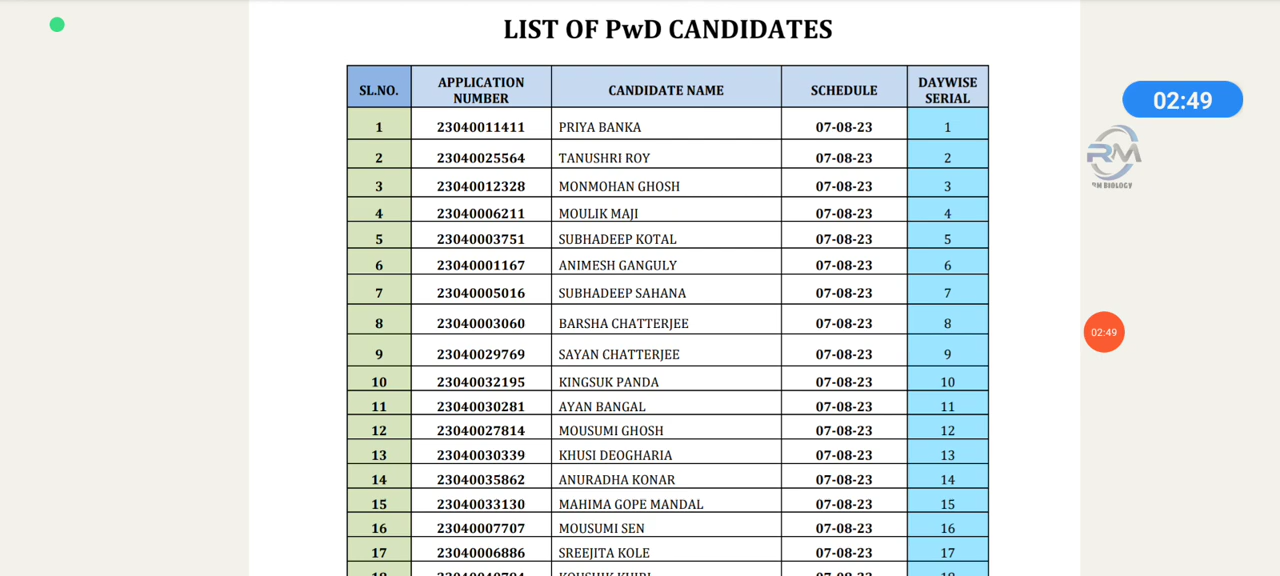 LIST OF PwD CANDIDATES
SL.NO. APPLICATION NUMBER CANDIDATE NAME SCHEDULE DAYWISE SERIAL
1 23040011411 PRIYA BANKA 07-08-23 1
2 23040025564 TANUSHRI ROY 07-08-23 2
3 23040012328 MONMOHAN GHOSH 07-08-23 3
4 23040006211 MOULIK MAJI 07-08-23 4
5 23040003751 SUBHADEEP KOTAL 07-08-23 5
6 23040001167 ANIMESH GANGULY 07-08-23 6
7 23040005016 SUBHADEEP SAHANA 07-08-23 7
8 23040003060 BARSHA CHATTERJEE 07-08-23 8
9 23040029769 SAYAN CHATTERJEE 07-08-23 9
10 23040032195 KINGSUK PANDA 07-08-23 10
11 23040030281 AYAN BANGAL 07-08-23 11
12 23040027814 MOUSUMI GHOSH 07-08-23 12
13 23040030339 KHUSI DEOGHARIA 07-08-23 13
14 23040035862 ANURADHA KONAR 07-08-23 14
15 23040033130 MAHIMA GOPE MANDAL 07-08-23 15
16 23040007707 MOUSUMI SEN 07-08-23 16
17 23040006886 SREEJITA KOLE 07-08-23 17
02:49
RM
RM BIOLOGY
02:49